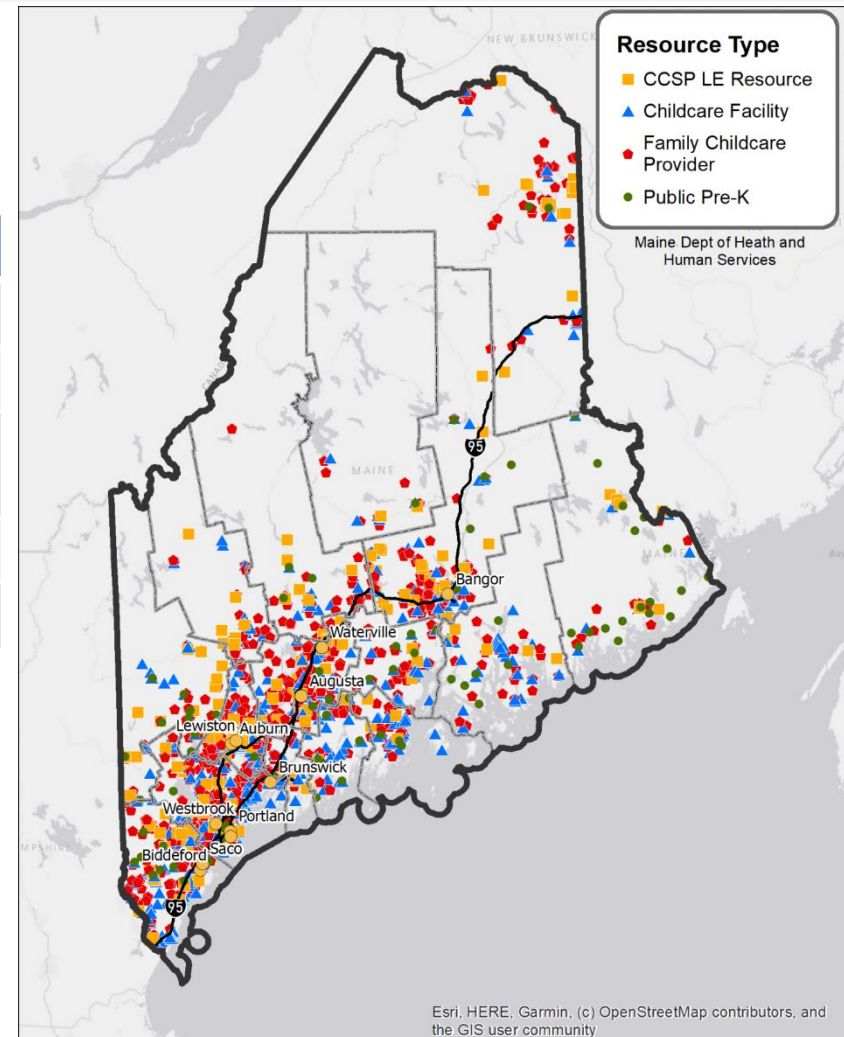 NEW BRUNSWICK
Resource Type
CCSP LE Resource
Childcare Facility
Family Childcare
Provider
Public Pre-K
Maine Dept of Heath and
Human Services
CANADA
95
MAINE
MAINE
Bangor
Waterville
Augusta
Lewiston
Auburn
Brunswick
Westbrook
Portland
Saco
Biddeford
95
Esri, HERE, Garmin, (c) OpenStreetMap contributors, and
the GIS user community